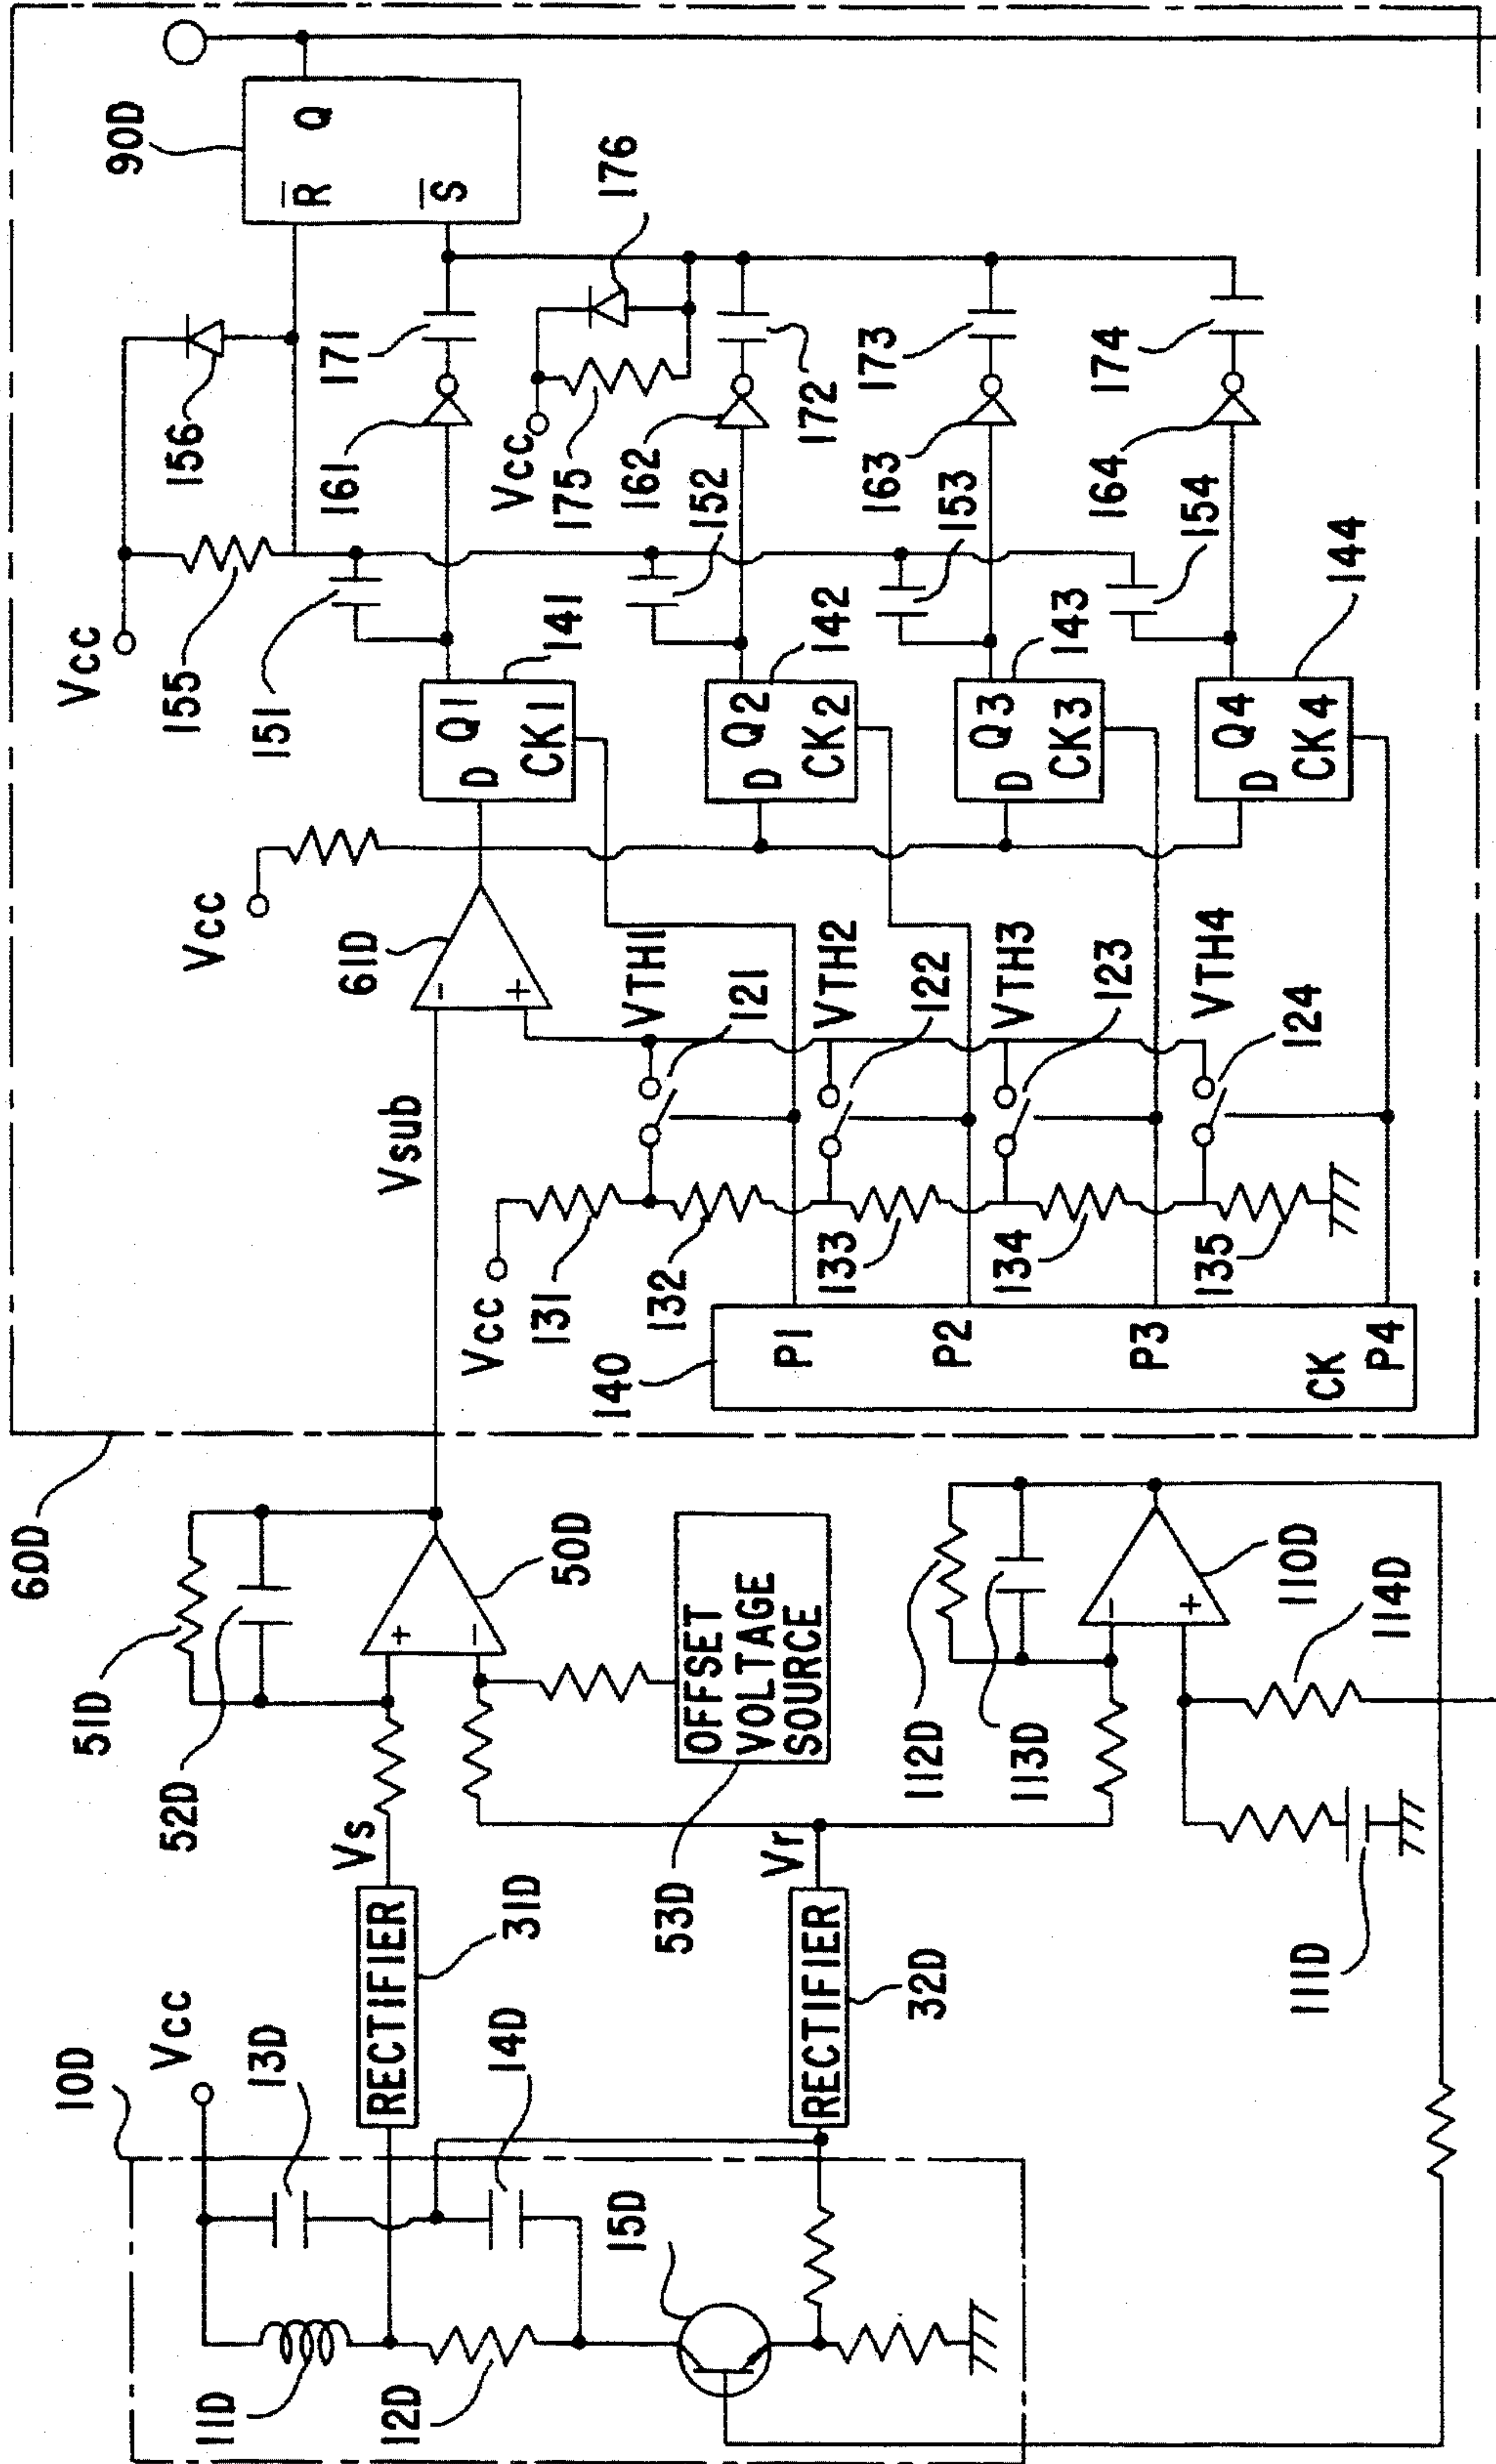 10D
Vcc
13D
11D
12D
14D
15D
RECTIFIER
31D
Vs
RECTIFIER
32D
Vr
51D
52D
+
-
50D
OFFSET
VOLTAGE
SOURCE
53D
112D
113D
-
+
110D
114D
111D
60D
Vsub
-
+
61D
Vcc
Vcc
131
132
133
134
135
VTH1
121
VTH2
122
VTH3
123
VTH4
124
140
P1
P2
P3
CK
P4
D
Q1
CK1
141
D
Q2
CK2
142
D
Q3
CK3
143
D
Q4
CK4
144
Vcc
155
156
151
152
153
154
161
162
163
164
171
172
173
174
Vcc
175
176
90D
R
S
Q